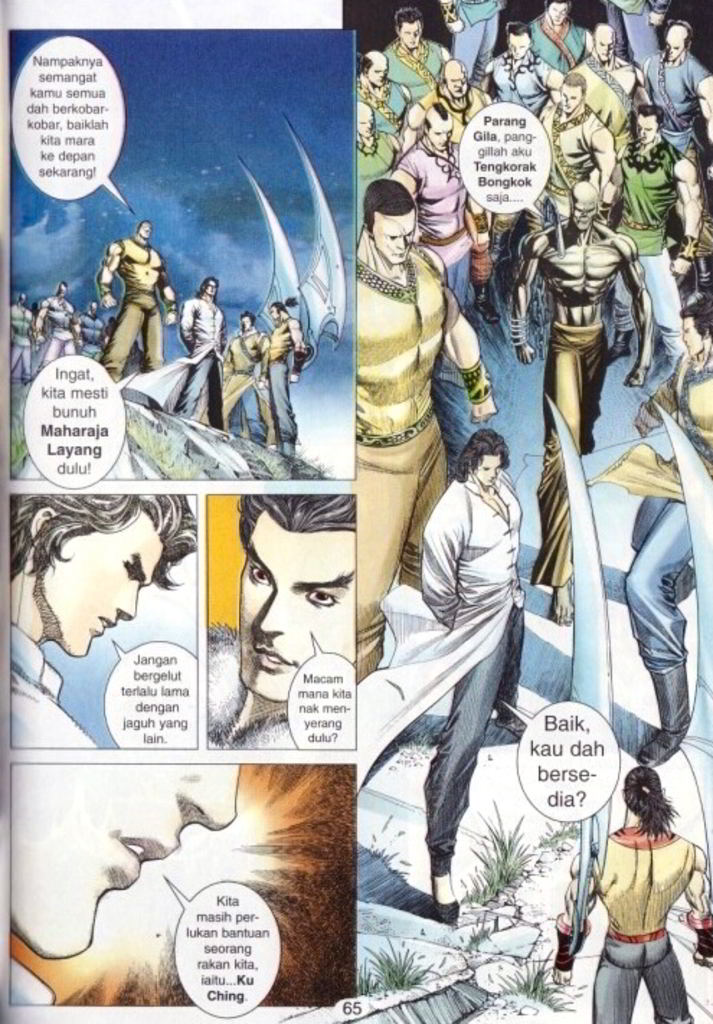 Nampaknya
semangat
kamu semua
dah berkobar-
kobar, baiklah
kita mara
ke depan
sekarang!
Ingat,
kita mesti
bunuh
Maharaja
Layang
dulu!
Jangan
bergelut
terlalu lama
dengan
jaguh yang
lain.
Macam
mana kita
nak men-
yerang
dulu?
Kita
masih per-
lukan bantuan
seorang
rakan kita,
iaitu...Ku
Ching.
Parang
Gila, pang-
gillah aku
Tengkorak
Bongkok
saja....
Baik,
kau dah
berse-
dia?
65